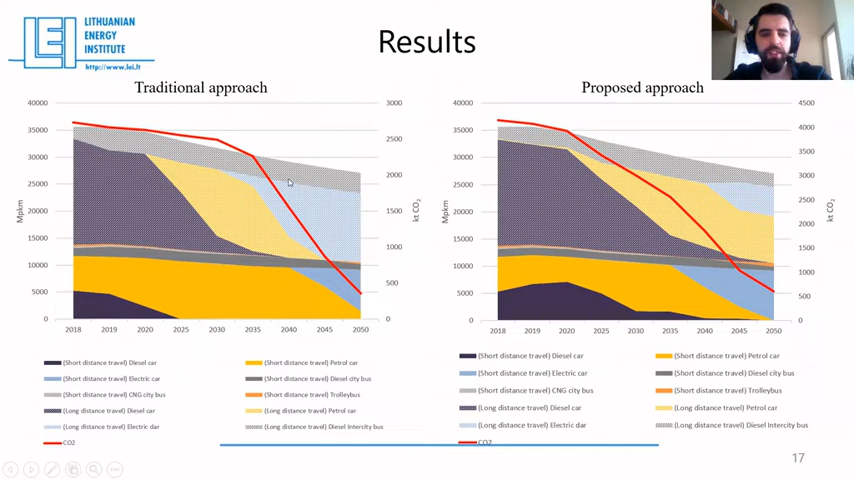 LITHUANIAN
ENERGY
INSTITUTE
http://www.lei.lt
Results
Traditional approach
40000
35000
30000
25000
20000
15000
10000
5000
0
Mpkm
3000
2500
2000
1500
1000
500
0
kt CO2
2018 2019 2020 2025 2030 2035 2040 2045 2050
(Short distance travel) Diesel car
(Short distance travel) Petrol car
(Short distance travel) Electric car
(Short distance travel) Diesel city bus
(Short distance travel) CNG city bus
(Short distance travel) Trolleybus
(Long distance travel) Diesel car
(Long distance travel) Petrol car
(Long distance travel) Electric dar
(Long distance travel) Diesel Intercity bus
CO2
Proposed approach
40000
35000
30000
25000
20000
15000
10000
5000
0
Mpkm
4500
4000
3500
3000
2500
2000
1500
1000
500
0
kt CO2
2018 2019 2020 2025 2030 2035 2040 2045 2050
(Short distance travel) Diesel car
(Short distance travel) Petrol car
(Short distance travel) Electric car
(Short distance travel) Diesel city bus
(Short distance travel) CNG city bus
(Short distance travel) Trolleybus
(Long distance travel) Diesel car
(Long distance travel) Petrol car
(Long distance travel) Electric dar
(Long distance travel) Diesel Intercity bus
CO2
17